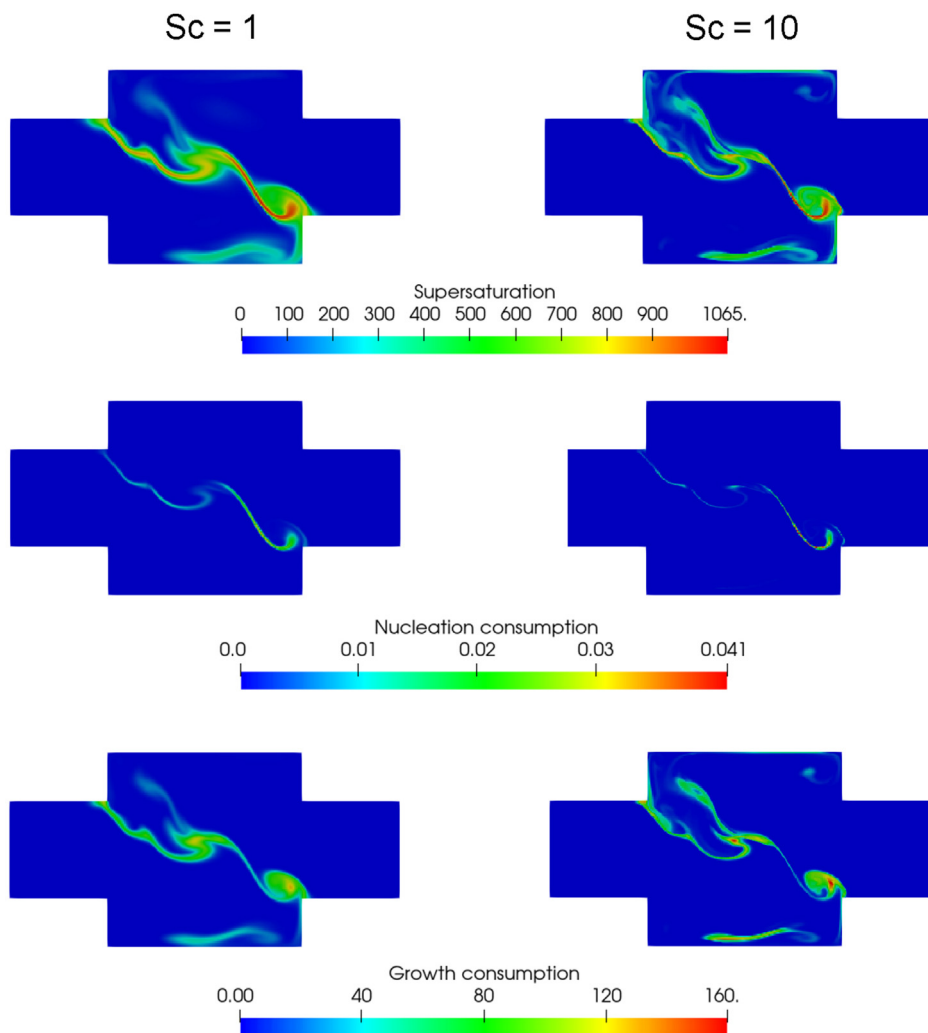 Sc = 1 Sc = 10
Supersaturation
0 100 200 300 400 500 600 700 800 900 1065.
Nucleation consumption
0.0 0.01 0.02 0.03 0.041
Growth consumption
0.00 40 80 120 160.